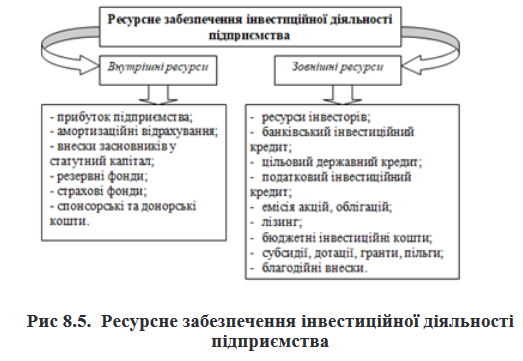 Ресурсне забезпечення інвестиційної діяльності
підприємства
Внутрішні ресурси
Зовнішні ресурси
- прибуток підприємства;
- амортизаційні відрахування;
- внески засновників у
статутний капітал;
- резервні фонди;
- страхові фонди;
- спонсорські та донорські
кошти.
- ресурси інвесторів;
- банківський інвестиційний
кредит;
- цільовий державний кредит;
- податковий інвестиційний
кредит;
- емісія акцій, облігацій;
- лізинг;
- бюджетні інвестиційні кошти;
- субсидії, дотації, гранти, пільги;
- благодійні внески.
Рис 8.5. Ресурсне забезпечення інвестиційної діяльності
підприємства